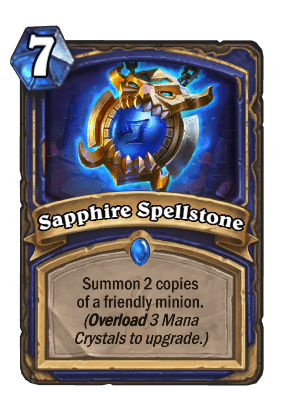 7
Sapphire Spellstone
Summon 2 copies
of a friendly minion.
(Overload 3 Mana
Crystals to upgrade.)